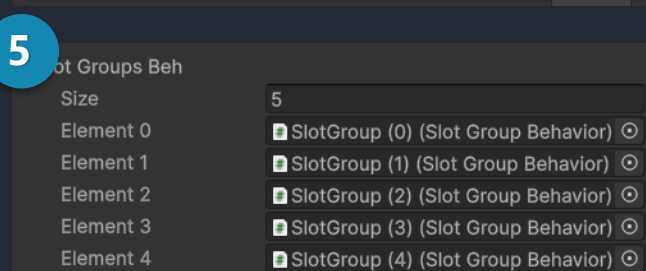 5
ot Groups Beh
Size 5
Element 0 SlotGroup (0) (Slot Group Behavior)
Element 1 SlotGroup (1) (Slot Group Behavior)
Element 2 SlotGroup (2) (Slot Group Behavior)
Element 3 SlotGroup (3) (Slot Group Behavior)
Element 4 SlotGroup (4) (Slot Group Behavior)